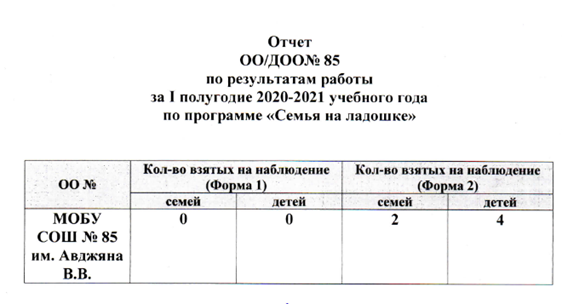 Отчет
ОО/ДОО№ 85
по результатам работы
за I полугодие 2020-2021 учебного года
по программе «Семья на ладошке»
ОО №
Кол-во взятых на наблюдение
(Форма 1)
Кол-во взятых на наблюдение
(Форма 2)
семей
детей
семей
детей
МОБУ
СОШ № 85
им. Авджяна
В.В.
0
0
2
4